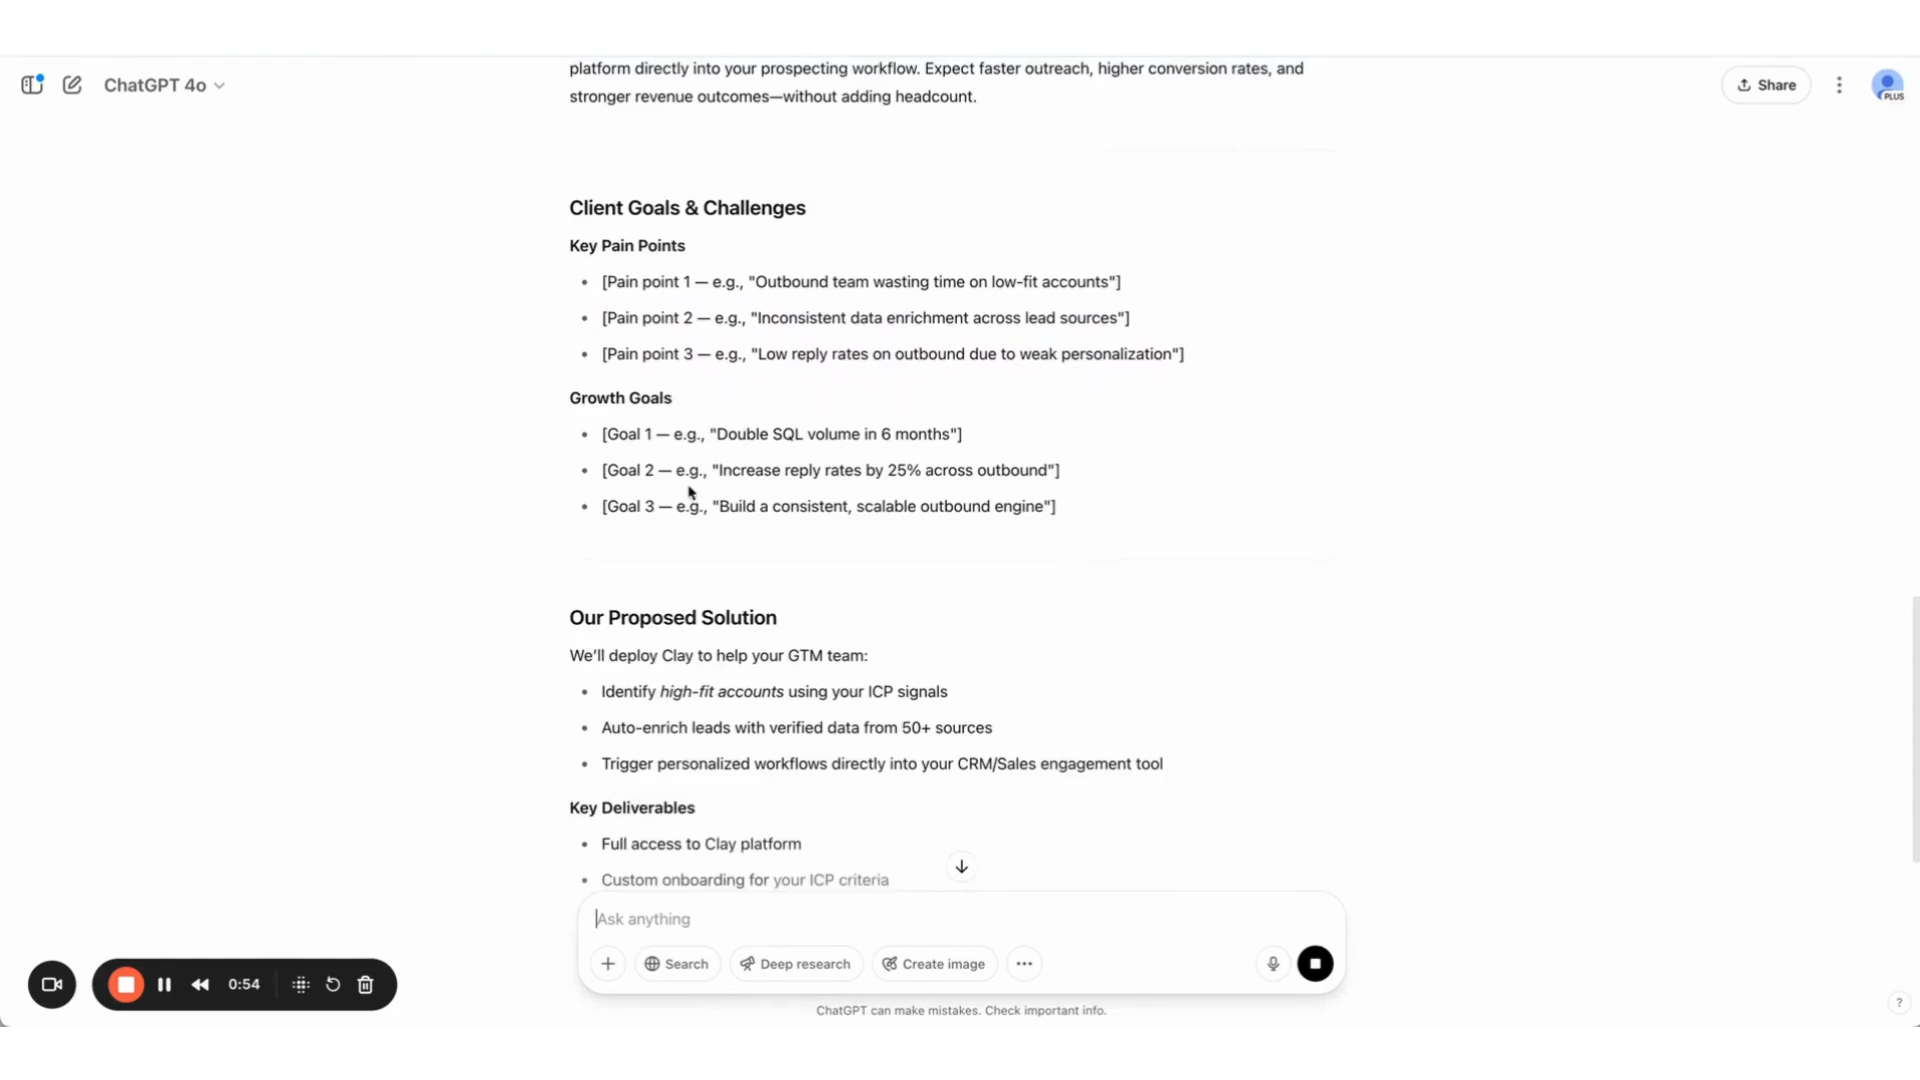 platform directly into your prospecting workflow. Expect faster outreach, higher conversion rates, and
ChatGPT 4o
Share
PLUS
stronger revenue outcomes—without adding headcount.
Client Goals & Challenges
Key Pain Points
• [Pain point 1 — e.g., "Outbound team wasting time on low-fit accounts"]
• [Pain point 2 — e.g., "Inconsistent data enrichment across lead sources"]
• [Pain point 3 — e.g., "Low reply rates on outbound due to weak personalization"]
Growth Goals
• [Goal 1 — e.g., "Double SQL volume in 6 months"]
• [Goal 2 — e.g., "Increase reply rates by 25% across outbound"]
• [Goal 3 — e.g., "Build a consistent, scalable outbound engine"]
Our Proposed Solution
We’ll deploy Clay to help your GTM team:
• Identify high-fit accounts using your ICP signals
• Auto-enrich leads with verified data from 50+ sources
• Trigger personalized workflows directly into your CRM/Sales engagement tool
Key Deliverables
• Full access to Clay platform
• Custom onboarding for your ICP criteria
Ask anything
Search
Deep research
Create image
0:54
ChatGPT can make mistakes. Check important info.
?